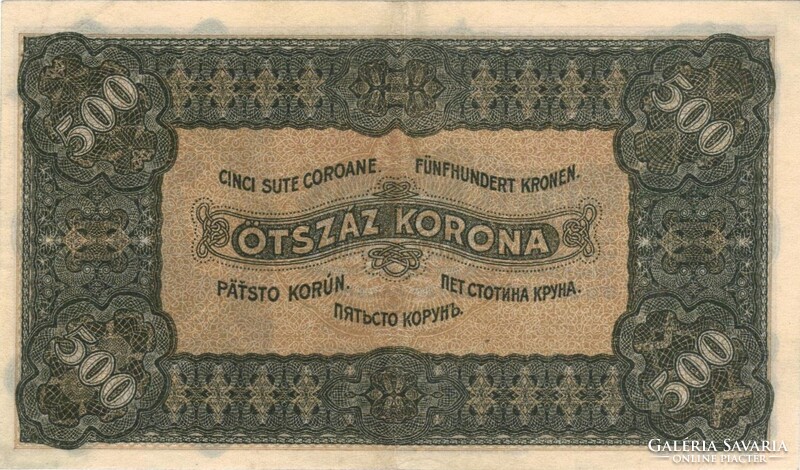 500 500
CINCI SUTE COROANE. FÜNFHUNDERT KRONEN.
ÖTSZÁZ KORONA
PÄŤSTO KORÚN. ПЕТ СТОТИНА КРУНА.
ПЯТЬСТО КОРУНЪ.
500 500
GALÉRIA SAVARIA
ONLINE PIACTÉR